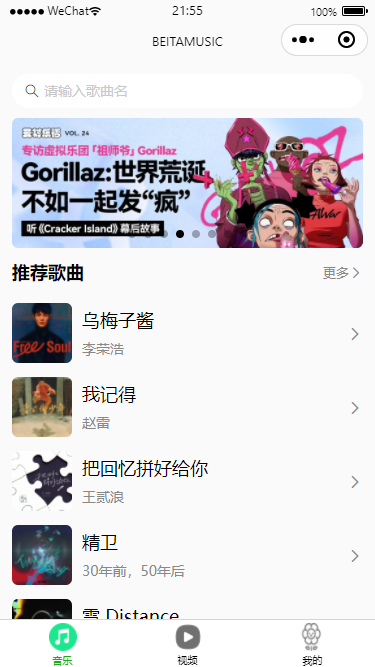 WeChat
21:55
100%
BEITAMUSIC
请输入歌曲名
VOL. 24
专访虚拟乐团「祖师爷」Gorillaz
Gorillaz:世界荒诞,
不如一起发“疯”
听《Cracker Island》幕后故事
推荐歌曲
更多
Free Soul
乌梅子酱
李荣浩
我记得
赵雷
把回忆拼好给你
王贰浪
精卫
30年前，50年后
雪 Distance
音乐
视频
我的